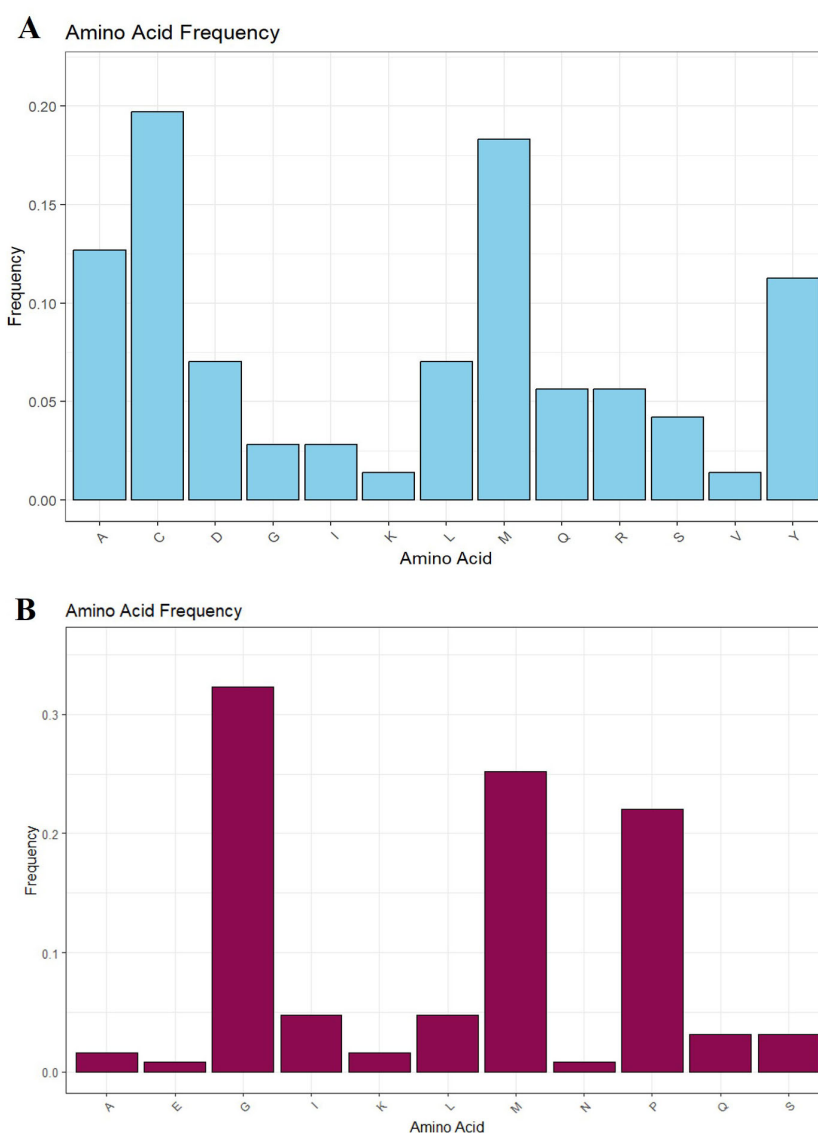 A
Amino Acid Frequency
0.20
0.15
0.10
0.05
0.00
Frequency
A C D G I K L M Q R S V Y
Amino Acid
B
Amino Acid Frequency
0.3
0.2
0.1
0.0
Frequency
A E G I K L M N P Q S
Amino Acid